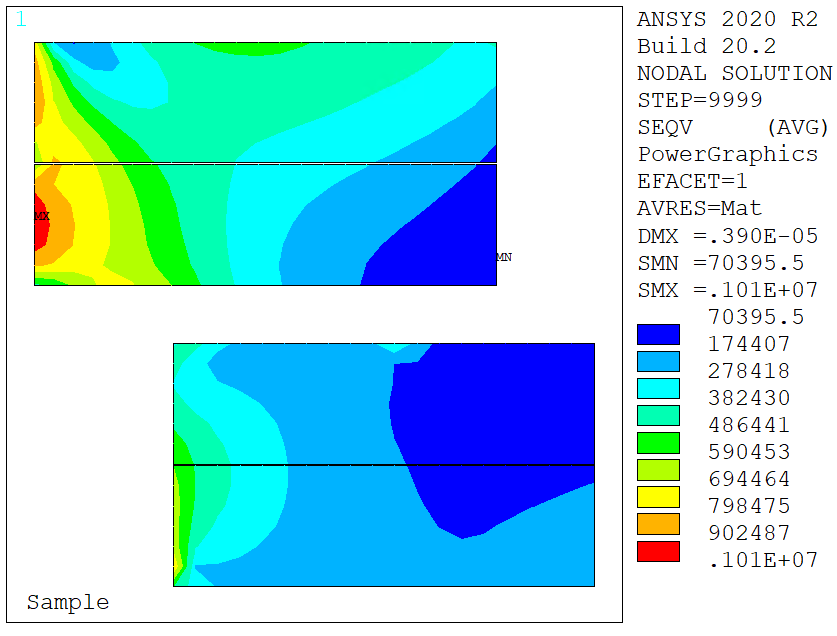 1
ANSYS 2020 R2
Build 20.2
NODAL SOLUTION
STEP=9999
SEQV (AVG)
PowerGraphics
EFACET=1
AVRES=Mat
DMX =.390E-05
SMN =70395.5
SMX =.101E+07
70395.5
174407
278418
382430
486441
590453
694464
798475
902487
.101E+07
MX
MN
Sample